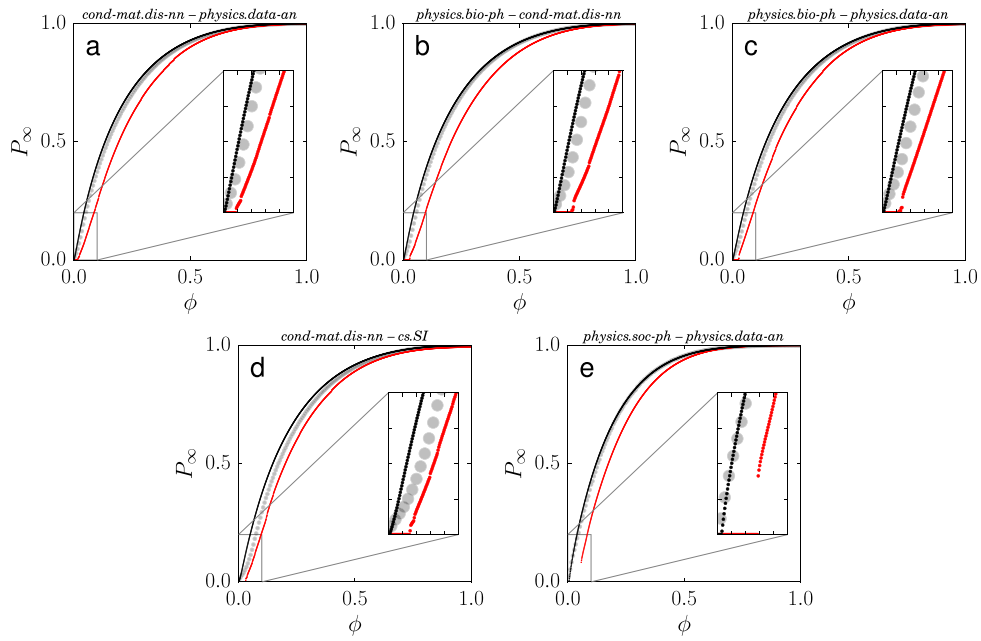 cond-mat.dis-nn – physics.data-an
a
1.0
0.5
0.0
P∞
0.0 0.5 1.0
ϕ
physics.bio-ph – cond-mat.dis-nn
b
1.0
0.5
0.0
P∞
0.0 0.5 1.0
ϕ
physics.bio-ph – physics.data-an
c
1.0
0.5
0.0
P∞
0.0 0.5 1.0
ϕ
cond-mat.dis-nn – cs.SI
d
1.0
0.5
0.0
P∞
0.0 0.5 1.0
ϕ
physics.soc-ph – physics.data-an
e
1.0
0.5
0.0
P∞
0.0 0.5 1.0
ϕ